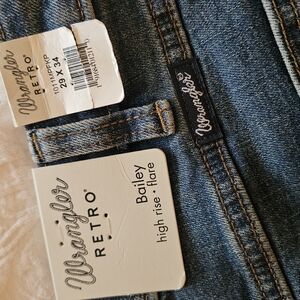 Wrangler
RETRO®
29 X 34
Wrangler
RETRO®
Bailey
high rise • flare
Wrangler